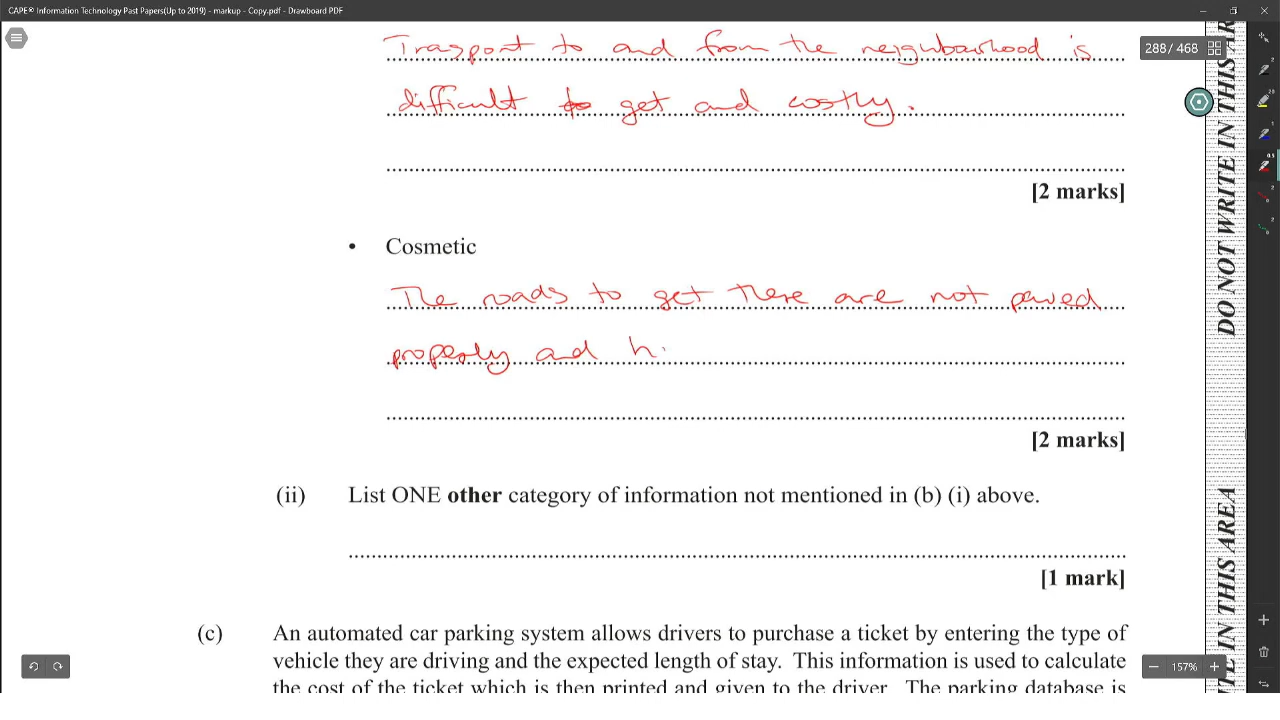 CAPE® Information Technology Past Papers(Up to 2019) - markup - Copy.pdf - Drawboard PDF
Trasport to and from the neighbourhood is
288 / 468
difficult to get and costly.
[2 marks]
• Cosmetic
The roads to get there are not paved
properly and h
[2 marks]
(ii) List ONE other category of information not mentioned in (b) (i) above.
[1 mark]
(c) An automated car parking system allows drivers to purchase a ticket by entering the type of
vehicle they are driving and the expected length of stay. This information is used to calculate
the cost of the ticket which is then printed and given to the driver. The parking database is
157%
DO NOT WRITE IN THIS AR
TE IN THIS AREA